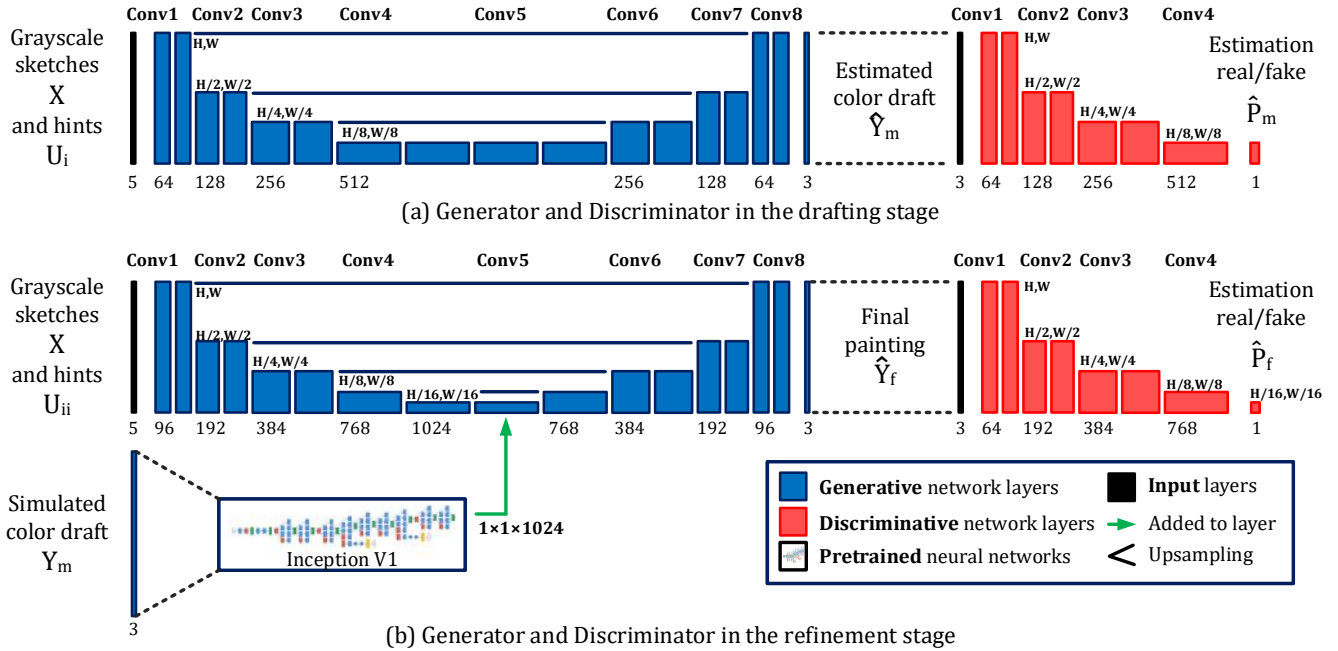 Conv1 Conv2 Conv3 Conv4 Conv5 Conv6 Conv7 Conv8 Conv1 Conv2 Conv3 Conv4
Grayscale
sketches
X
and hints
Uᵢ
H,W
H/2,W/2
H/4,W/4
H/8,W/8
Estimated
color draft
Ŷₘ
H,W
H/2,W/2
H/4,W/4
H/8,W/8
Estimation
real/fake
P̂ₘ
5 64 128 256 512 256 128 64 3 3 64 128 256 512 1
(a) Generator and Discriminator in the drafting stage
Conv1 Conv2 Conv3 Conv4 Conv5 Conv6 Conv7 Conv8 Conv1 Conv2 Conv3 Conv4
Grayscale
sketches
X
and hints
Uᵢᵢ
H,W
H/2,W/2
H/4,W/4
H/8,W/8
H/16,W/16
Final
painting
Ŷf
H,W
H/2,W/2
H/4,W/4
H/8,W/8
Estimation
real/fake
P̂f
H/16,W/16
5 96 192 384 768 1024 768 384 192 96 3 3 64 192 384 768 1
Simulated
color draft
Yₘ
3
Inception V1
1×1×1024
Generative network layers
Discriminative network layers
Pretrained neural networks
Input layers
Added to layer
Upsampling
(b) Generator and Discriminator in the refinement stage